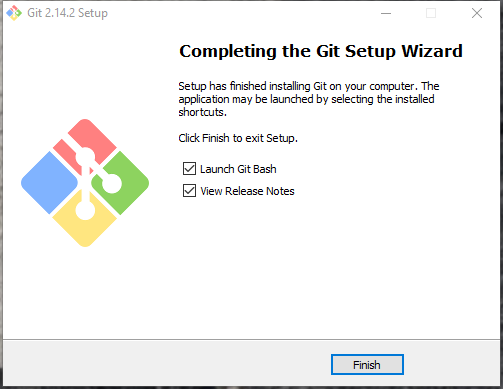 Git 2.14.2 Setup
Completing the Git Setup Wizard
Setup has finished installing Git on your computer. The
application may be launched by selecting the installed
shortcuts.
Click Finish to exit Setup.
Launch Git Bash
View Release Notes
Finish